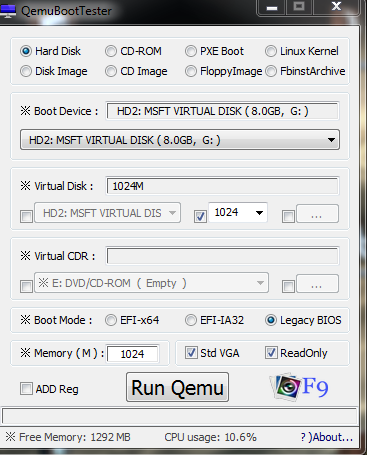 QemuBootTester
Hard Disk CD-ROM PXE Boot Linux Kernel
Disk Image CD Image FloppyImage FbinstArchive
※ Boot Device : HD2: MSFT VIRTUAL DISK ( 8.0GB, G: )
HD2: MSFT VIRTUAL DISK ( 8.0GB, G: )
※ Virtual Disk : 1024M
HD2: MSFT VIRTUAL DIS 1024 ...
※ Virtual CDR :
※ E: DVD/CD-ROM ( Empty ) ...
※ Boot Mode : EFI-x64 EFI-IA32 Legacy BIOS
※ Memory ( M ) : 1024 Std VGA ReadOnly
ADD Reg Run Qemu F9
※ Free Memory: 1292 MB CPU usage: 10.6% ? )About...